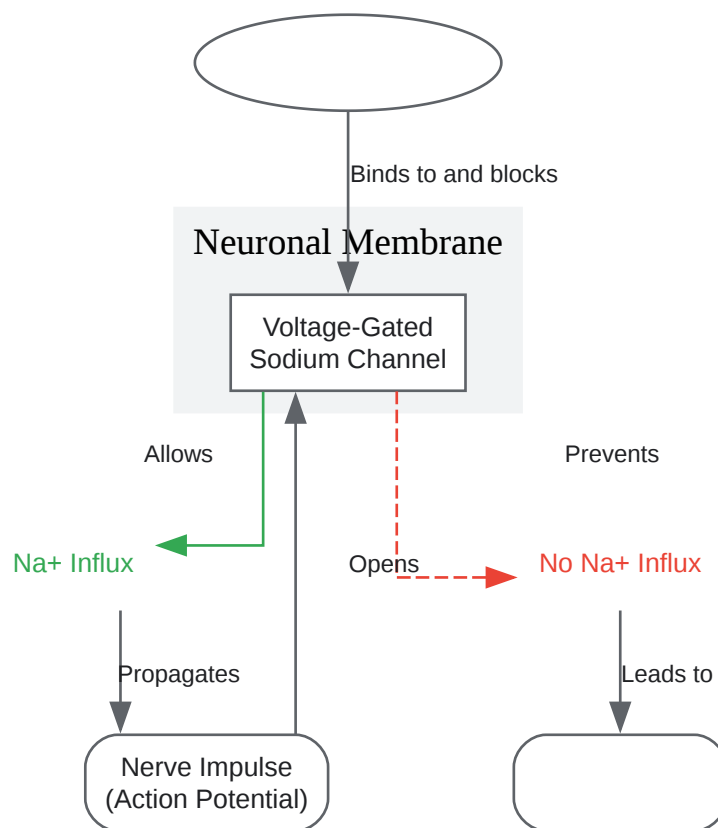 Binds to and blocks
Neuronal Membrane
Voltage-Gated
Sodium Channel
Allows
Prevents
Na+ Influx
Opens
No Na+ Influx
Propagates
Leads to
Nerve Impulse
(Action Potential)